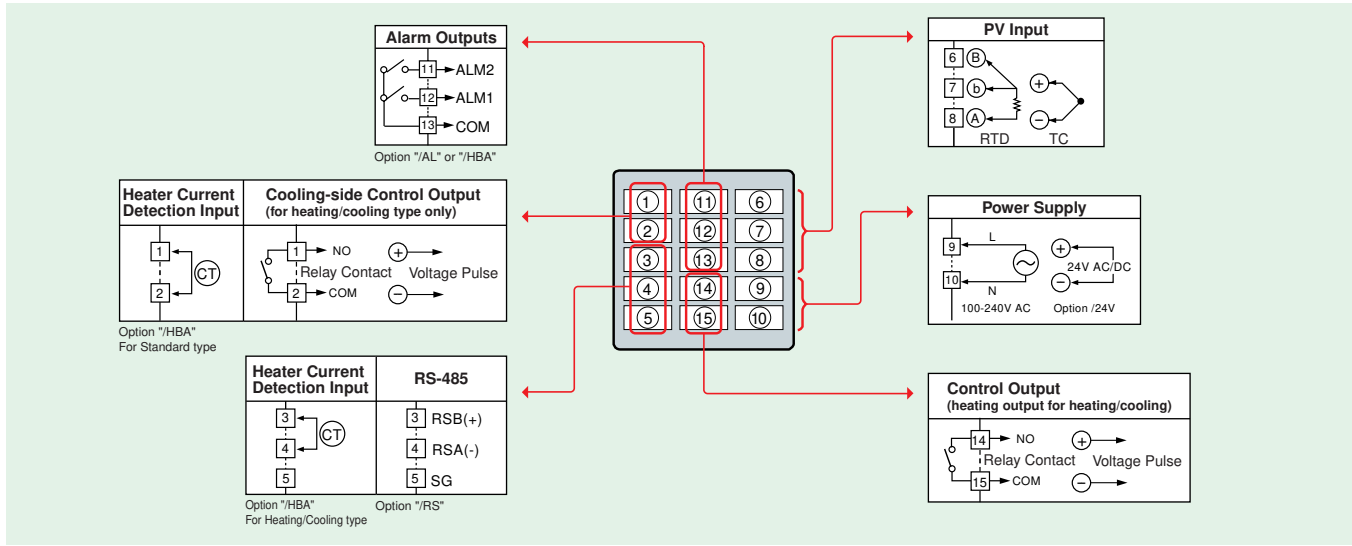 Alarm Outputs
11 ALM2
12 ALM1
13 COM
Option "/AL" or "/HBA"
PV Input
6 B
7 b +
8 A −
RTD TC
Heater Current
Detection Input
1
CT
2
Option "/HBA"
For Standard type
Cooling-side Control Output
(for heating/cooling type only)
1 NO +
Relay Contact Voltage Pulse
2 COM −
1 11 6
2 12 7
3 13 8
4 14 9
5 15 10
Power Supply
9 L +
24V AC/DC
10 N −
100-240V AC Option /24V
Heater Current
Detection Input
3
CT
4
5
Option "/HBA"
For Heating/Cooling type
RS-485
3 RSB(+)
4 RSA(-)
5 SG
Option "/RS"
Control Output
(heating output for heating/cooling)
14 NO +
Relay Contact Voltage Pulse
15 COM −